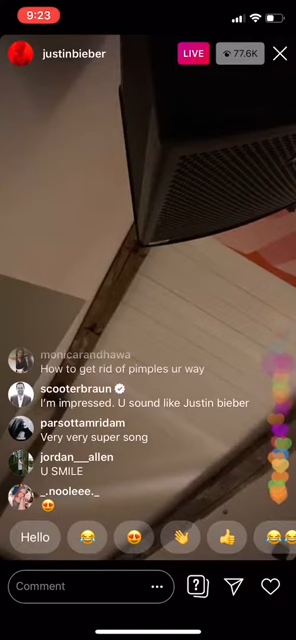 9:23
justinbieber
LIVE
77.6K
monicarandhawa
How to get rid of pimples ur way
scooterbraun
I'm impressed. U sound like Justin bieber
parsottamridam
Very very super song
jordan___allen
U SMILE
_.nooleee._
😍
Hello
Comment